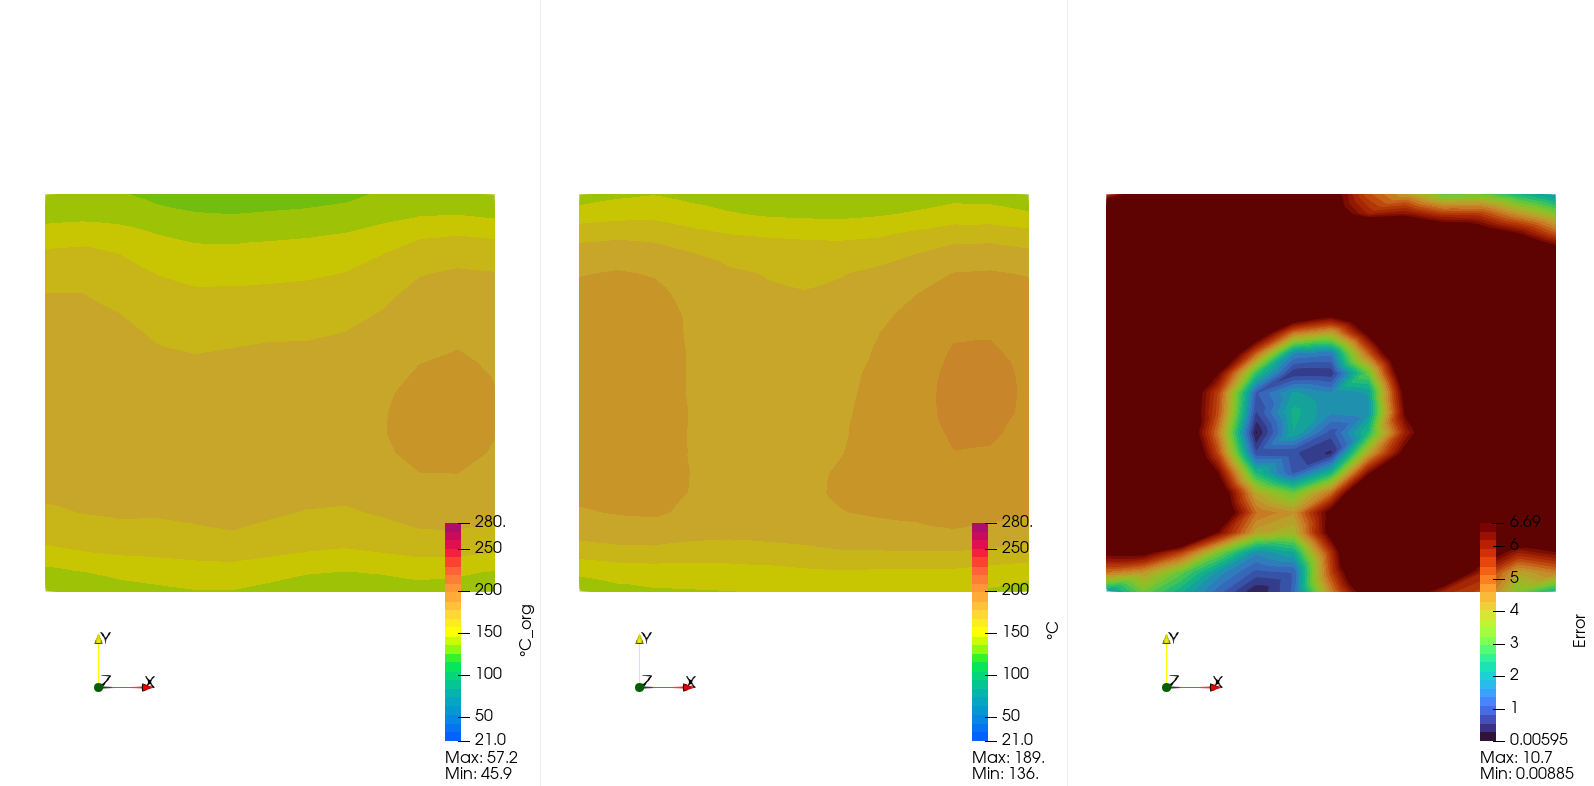 280.
250
200
150
100
50
21.0
°C_org
Max: 57.2
Min: 45.9
Y
Z
X
280.
250
200
150
100
50
21.0
°C
Max: 189.
Min: 136.
Y
Z
X
6.69
6
5
4
3
2
1
0.00595
Error
Max: 10.7
Min: 0.00885
Y
Z
X